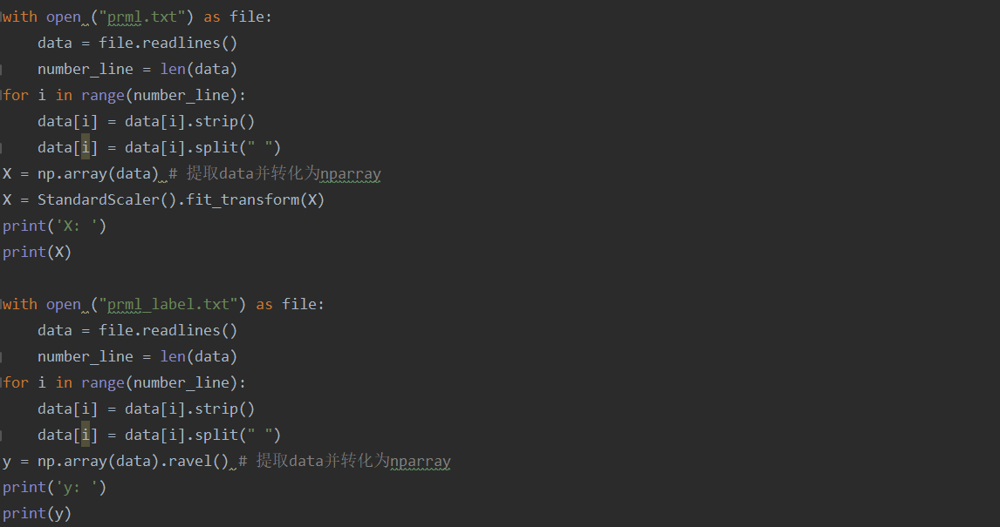 with open ("prml.txt") as file:
    data = file.readlines()
    number_line = len(data)
for i in range(number_line):
    data[i] = data[i].strip()
    data[i] = data[i].split(" ")
X = np.array(data) # 提取data并转化为nparray
X = StandardScaler().fit_transform(X)
print('X: ')
print(X)

with open ("prml_label.txt") as file:
    data = file.readlines()
    number_line = len(data)
for i in range(number_line):
    data[i] = data[i].strip()
    data[i] = data[i].split(" ")
y = np.array(data).ravel() # 提取data并转化为nparray
print('y: ')
print(y)